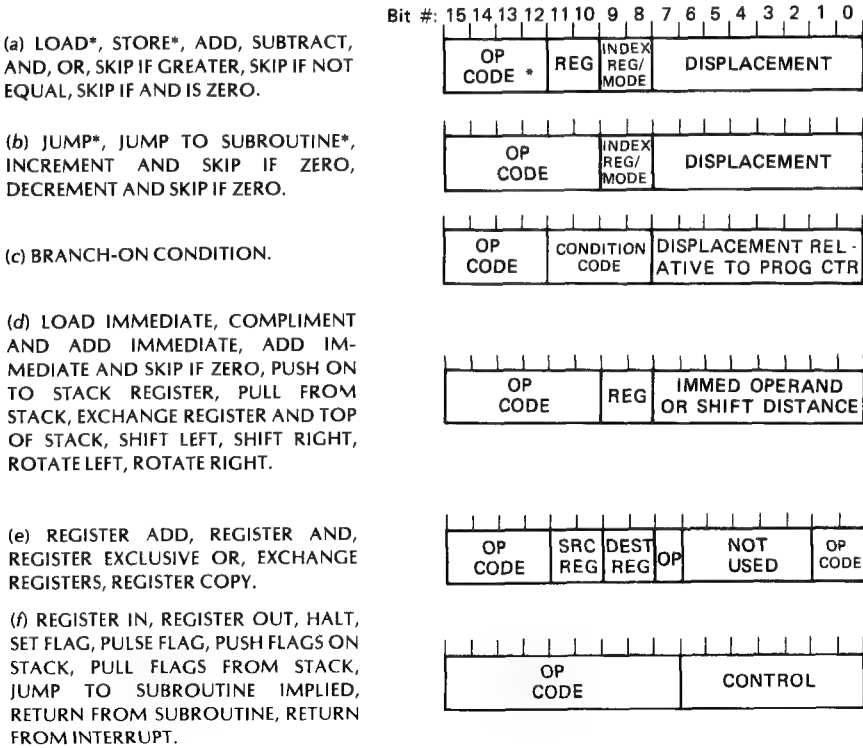 Bit #: 15 14 13 12 11 10 9 8 7 6 5 4 3 2 1 0
(a) LOAD*, STORE*, ADD, SUBTRACT,
AND, OR, SKIP IF GREATER, SKIP IF NOT
EQUAL, SKIP IF AND IS ZERO.
OP
CODE *
REG
INDEX
REG/
MODE
DISPLACEMENT
(b) JUMP*, JUMP TO SUBROUTINE*,
INCREMENT AND SKIP IF ZERO,
DECREMENT AND SKIP IF ZERO.
OP
CODE
INDEX
REG/
MODE
DISPLACEMENT
(c) BRANCH-ON CONDITION.
OP
CODE
CONDITION
CODE
DISPLACEMENT REL-
ATIVE TO PROG CTR
(d) LOAD IMMEDIATE, COMPLIMENT
AND ADD IMMEDIATE, ADD IM-
MEDIATE AND SKIP IF ZERO, PUSH ON
TO STACK REGISTER, PULL FROM
STACK, EXCHANGE REGISTER AND TOP
OF STACK, SHIFT LEFT, SHIFT RIGHT,
ROTATE LEFT, ROTATE RIGHT.
OP
CODE
REG
IMMED OPERAND
OR SHIFT DISTANCE
(e) REGISTER ADD, REGISTER AND,
REGISTER EXCLUSIVE OR, EXCHANGE
REGISTERS, REGISTER COPY.
OP
CODE
SRC
REG
DEST
REG
OP
NOT
USED
OP
CODE
(f) REGISTER IN, REGISTER OUT, HALT,
SET FLAG, PULSE FLAG, PUSH FLAGS ON
STACK, PULL FLAGS FROM STACK,
JUMP TO SUBROUTINE IMPLIED,
RETURN FROM SUBROUTINE, RETURN
FROM INTERRUPT.
OP
CODE
CONTROL